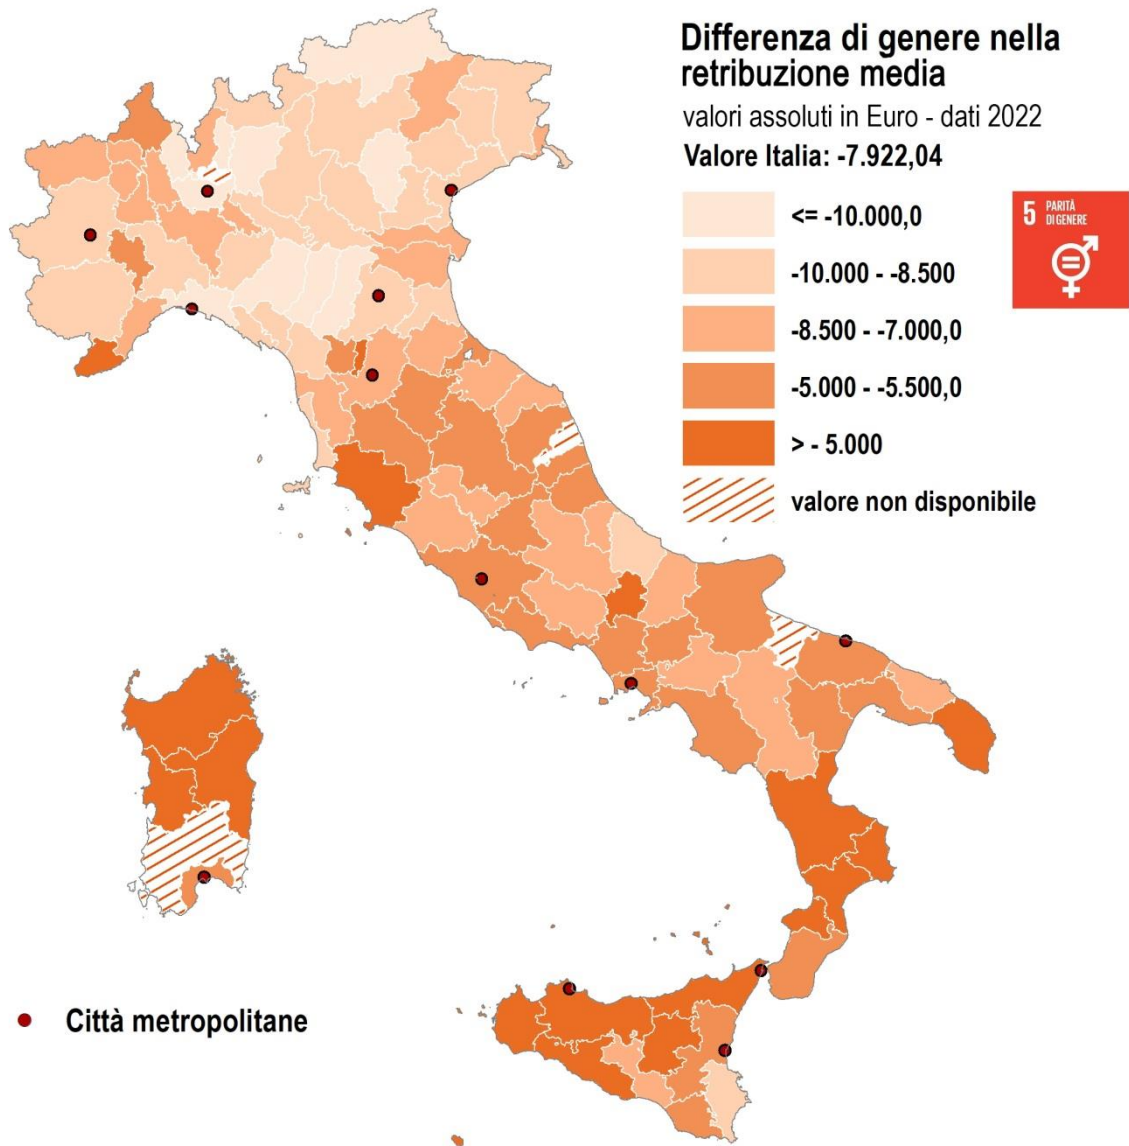 Differenza di genere nella
retribuzione media
valori assoluti in Euro - dati 2022
Valore Italia: -7.922,04
<= -10.000,0
-10.000 - -8.500
-8.500 - -7.000,0
-5.000 - -5.500,0
> - 5.000
valore non disponibile
5 PARITÀ
DI GENERE
Città metropolitane